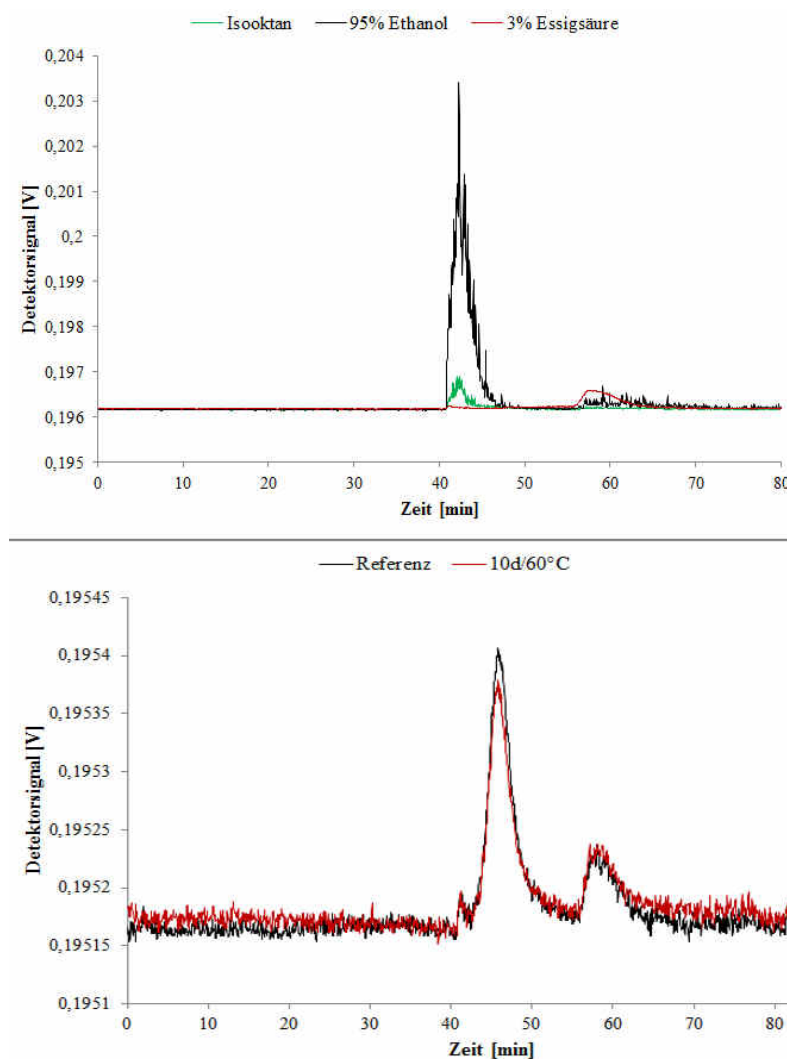 Isooktan 95% Ethanol 3% Essigsäure
0,204
0,203
0,202
0,201
0,2
0,199
0,198
0,197
0,196
0,195
Detektorsignal [V]
0 10 20 30 40 50 60 70 80
Zeit [min]
Referenz 10d/60°C
0,19545
0,1954
0,19535
0,1953
0,19525
0,1952
0,19515
0,1951
Detektorsignal [V]
0 10 20 30 40 50 60 70 80
Zeit [min]